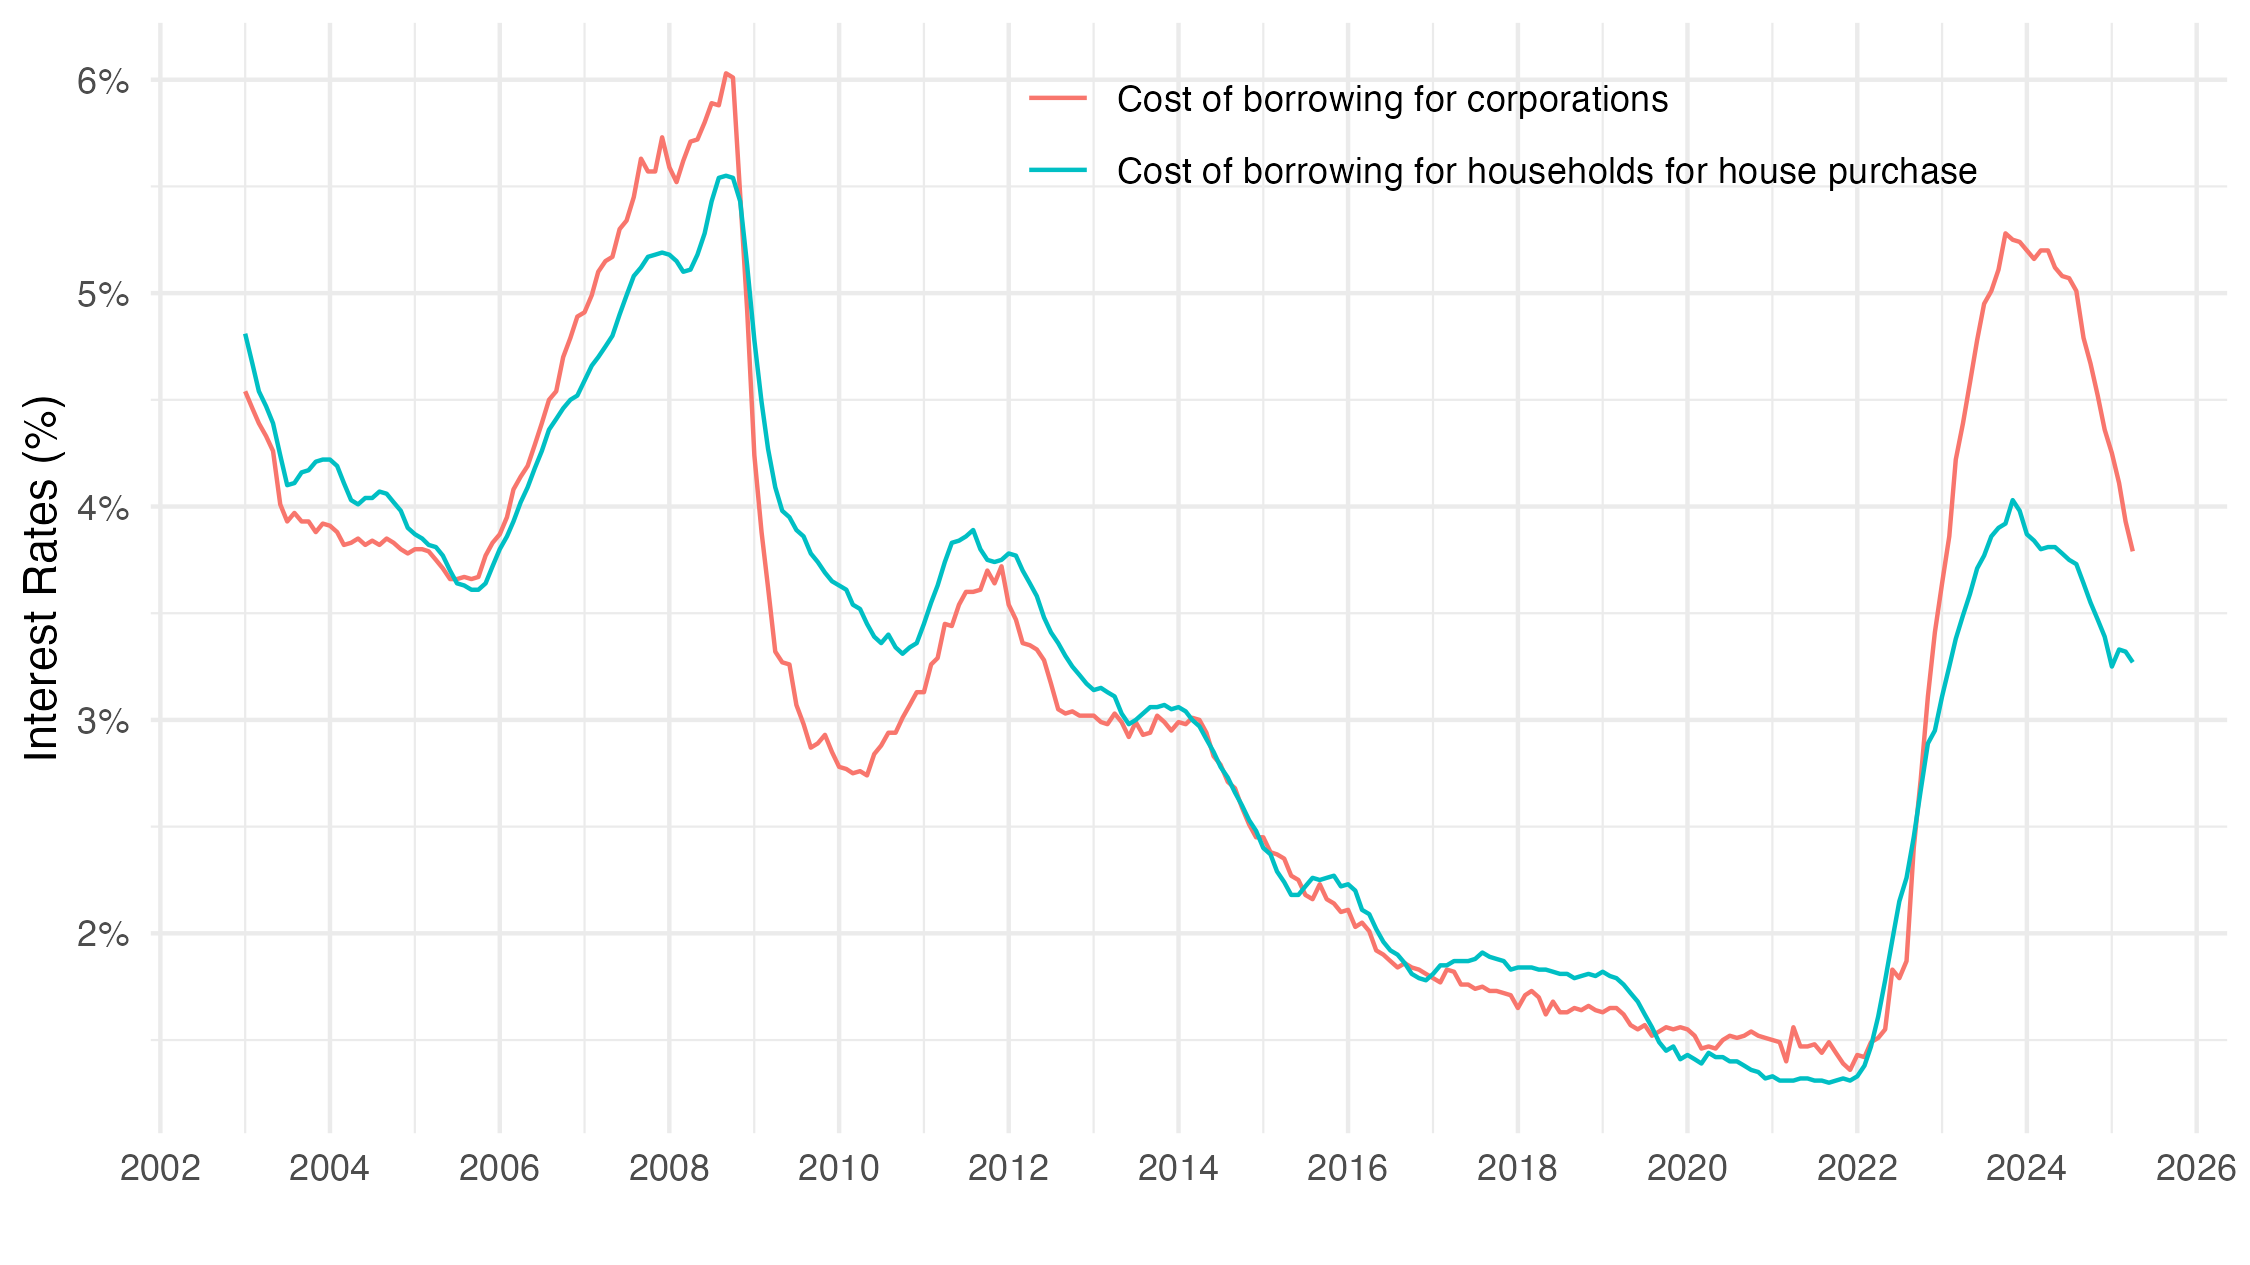 Interest Rates (%)
6%
5%
4%
3%
2%
Cost of borrowing for corporations
Cost of borrowing for households for house purchase
2002 2004 2006 2008 2010 2012 2014 2016 2018 2020 2022 2024 2026